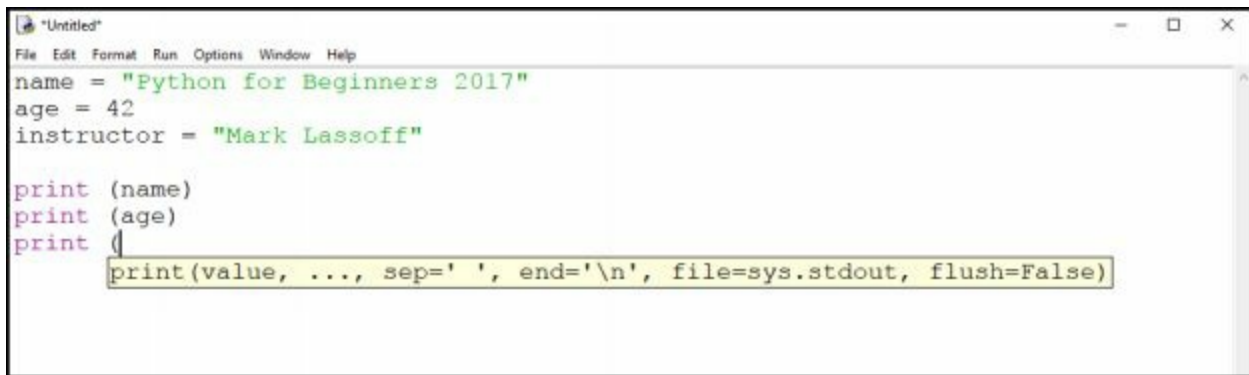 *Untitled*
File Edit Format Run Options Window Help
name = "Python for Beginners 2017"
age = 42
instructor = "Mark Lassoff"
print (name)
print (age)
print (
print(value, ..., sep=' ', end='\n', file=sys.stdout, flush=False)